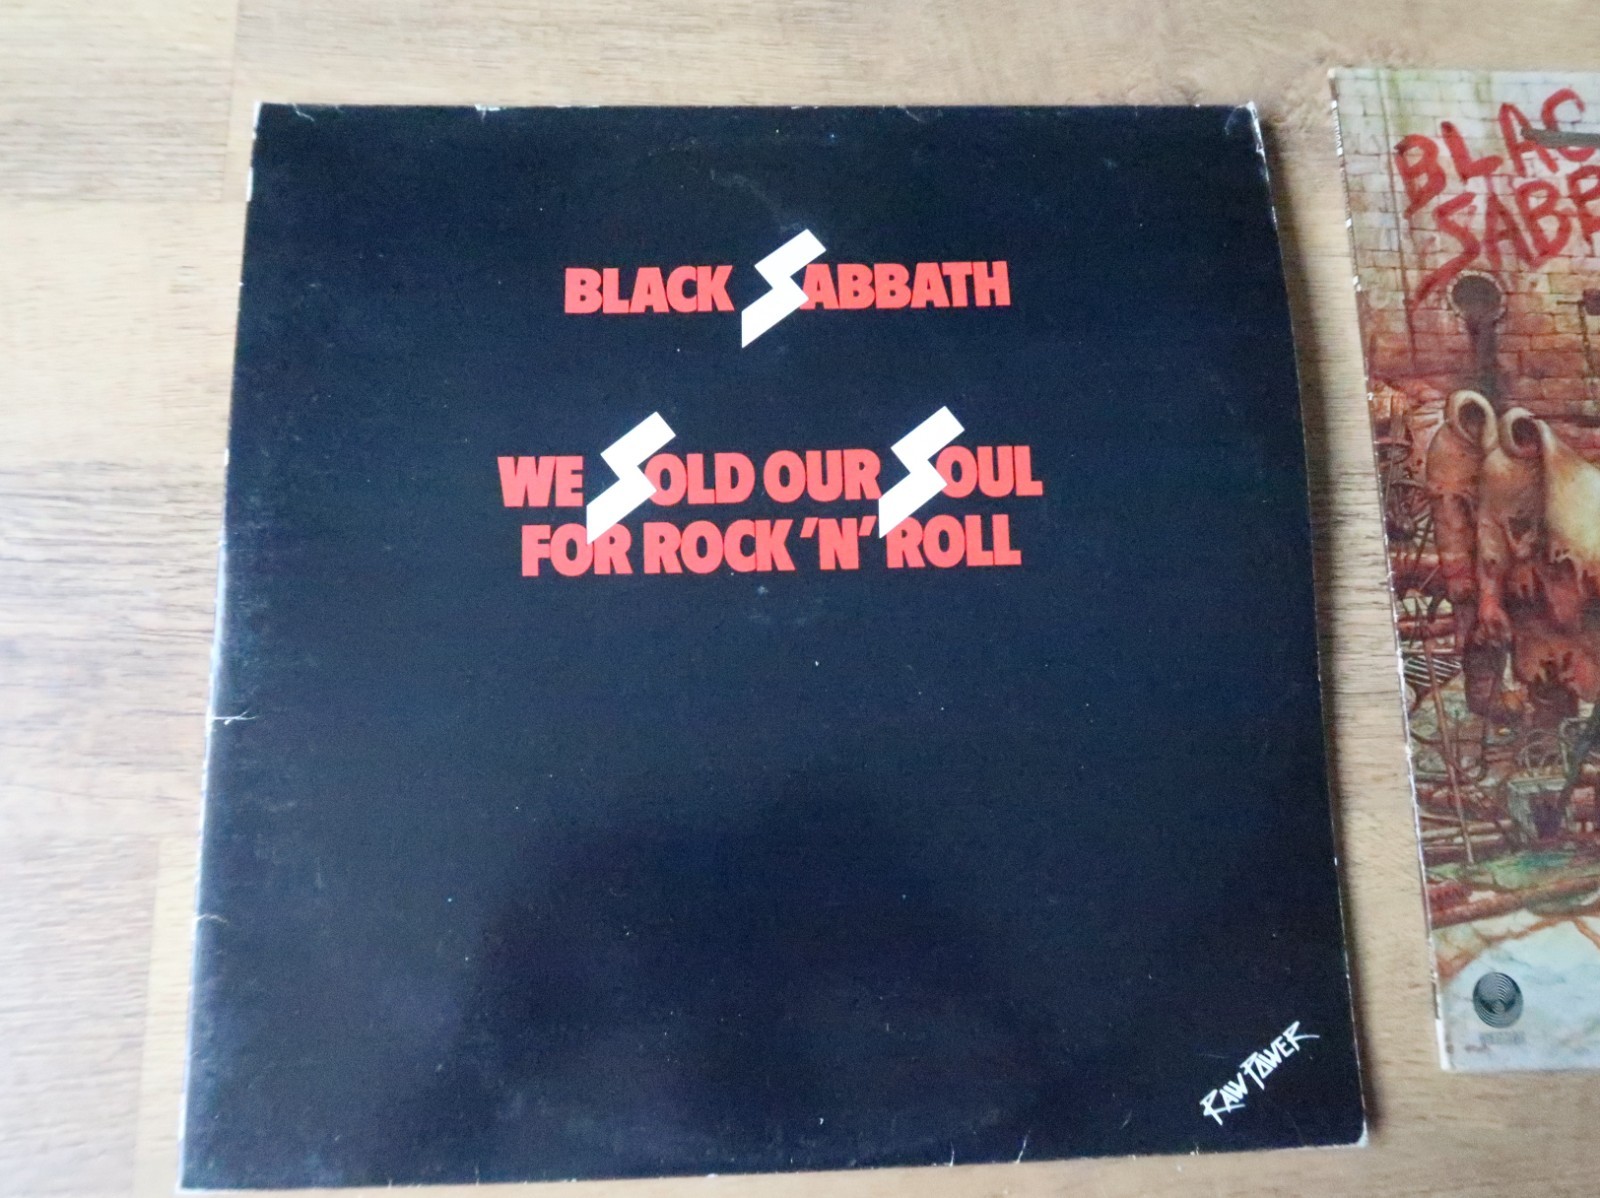 BLACK SABBATH
WE SOLD OUR SOUL
FOR ROCK 'N' ROLL
RAW POWER
BLAC
SABB